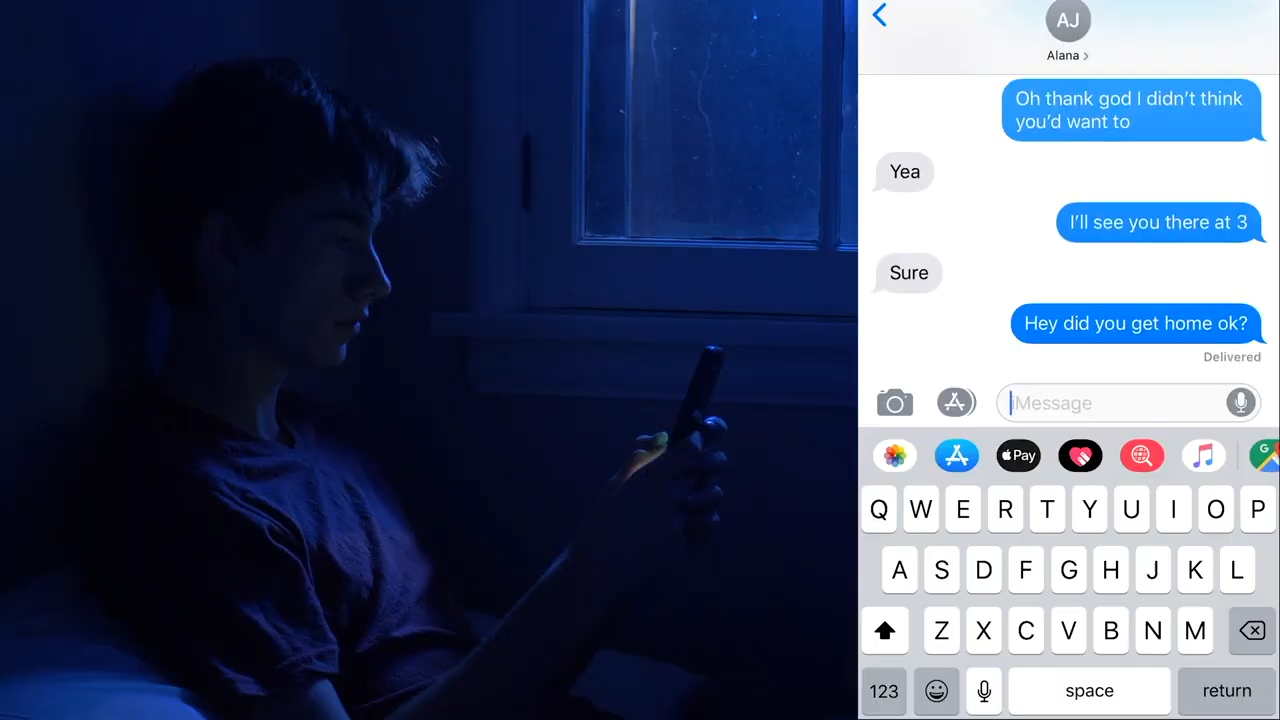 AJ
Alana
Oh thank god I didn't think
you'd want to
Yea
I'll see you there at 3
Sure
Hey did you get home ok?
Delivered
iMessage
Pay
G
Q W E R T Y U I O P
A S D F G H J K L
Z X C V B N M
123 space return